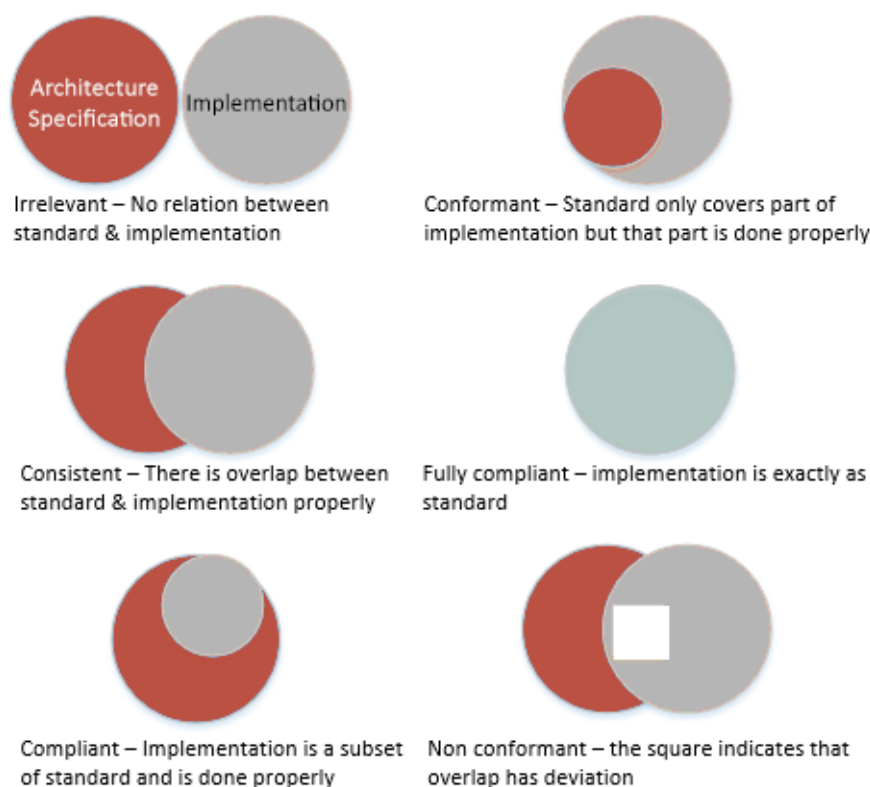 Architecture
Specification
Implementation
Irrelevant – No relation between
standard & implementation
Conformant – Standard only covers part of
implementation but that part is done properly
Consistent – There is overlap between
standard & implementation properly
Fully compliant – implementation is exactly as
standard
Compliant – Implementation is a subset
of standard and is done properly
Non conformant – the square indicates that
overlap has deviation